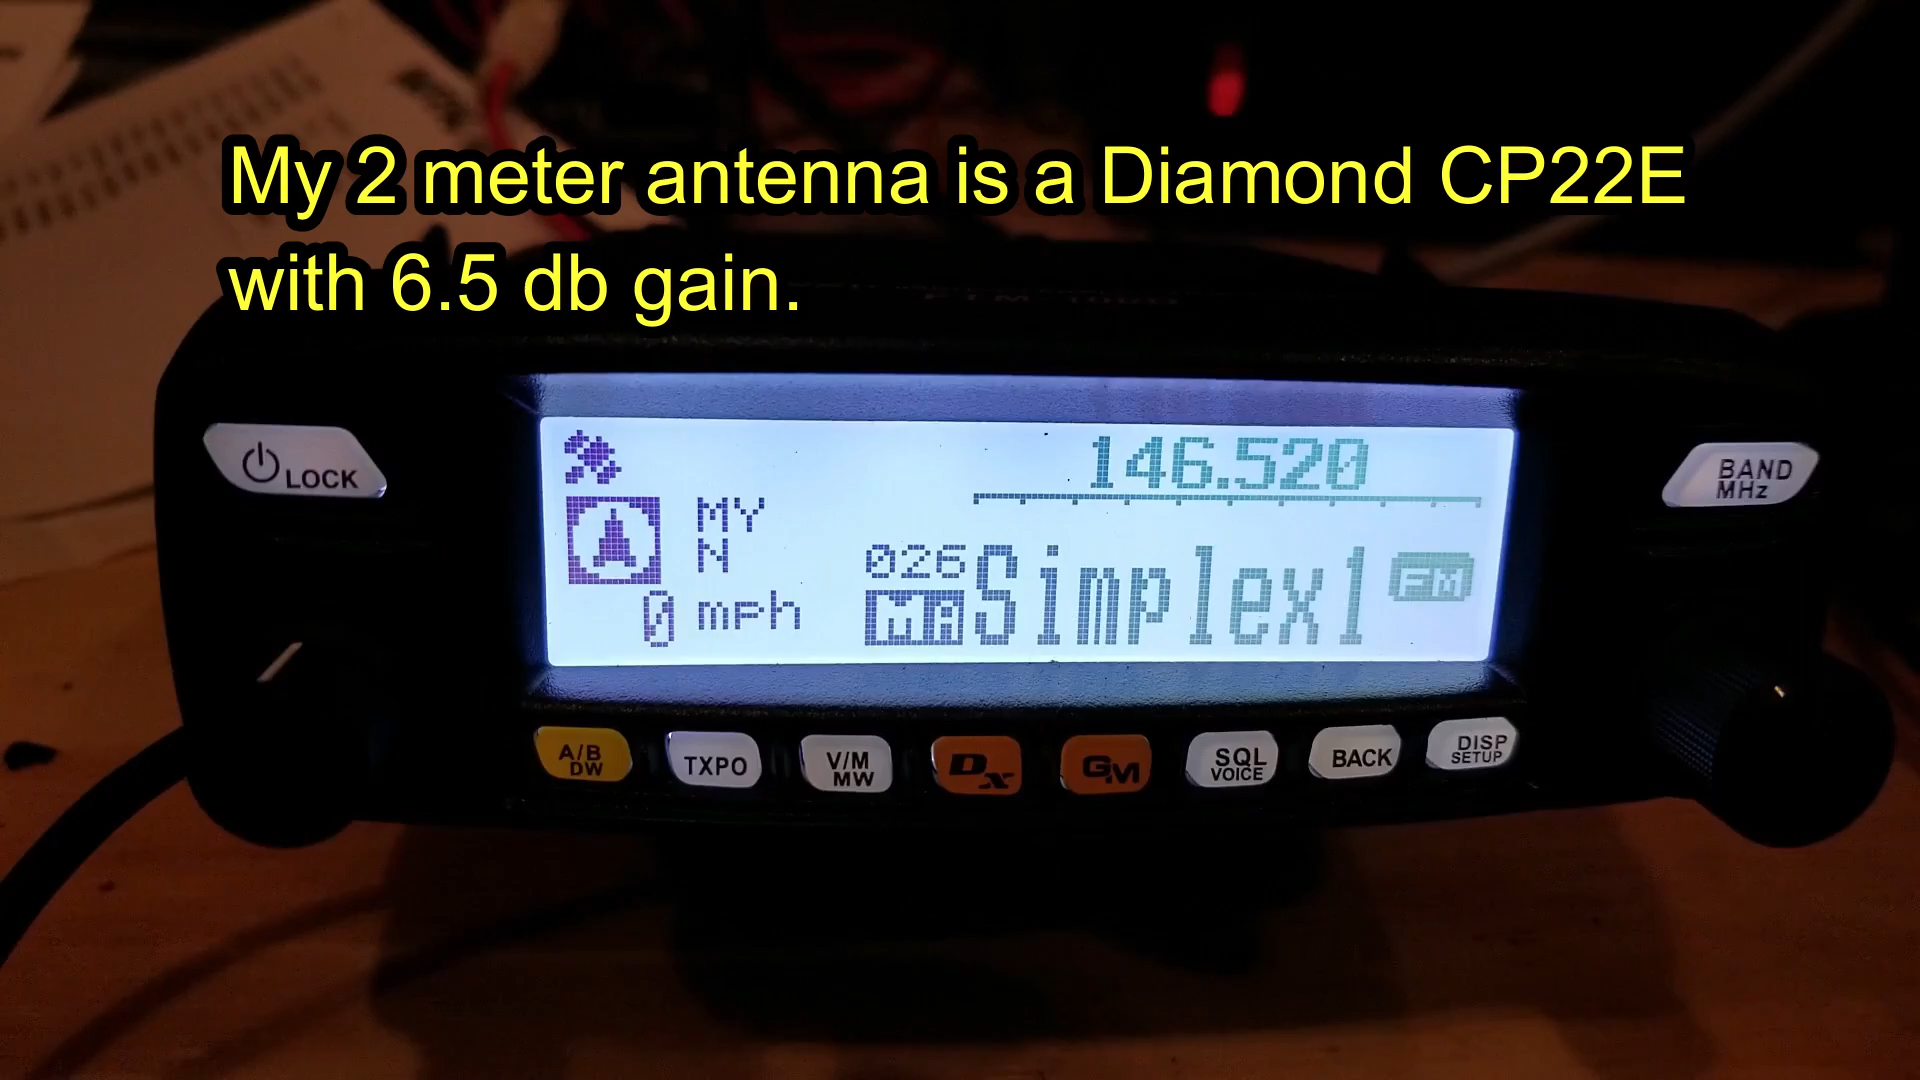 My 2 meter antenna is a Diamond CP22E
with 6.5 db gain.
LOCK
BAND
MHz
146.520
MY
N
0 mph
026
MA
Simplex1
FM
A/B
DW
TXPO
V/M
MW
DX
GM
SQL
VOICE
BACK
DISP
SETUP